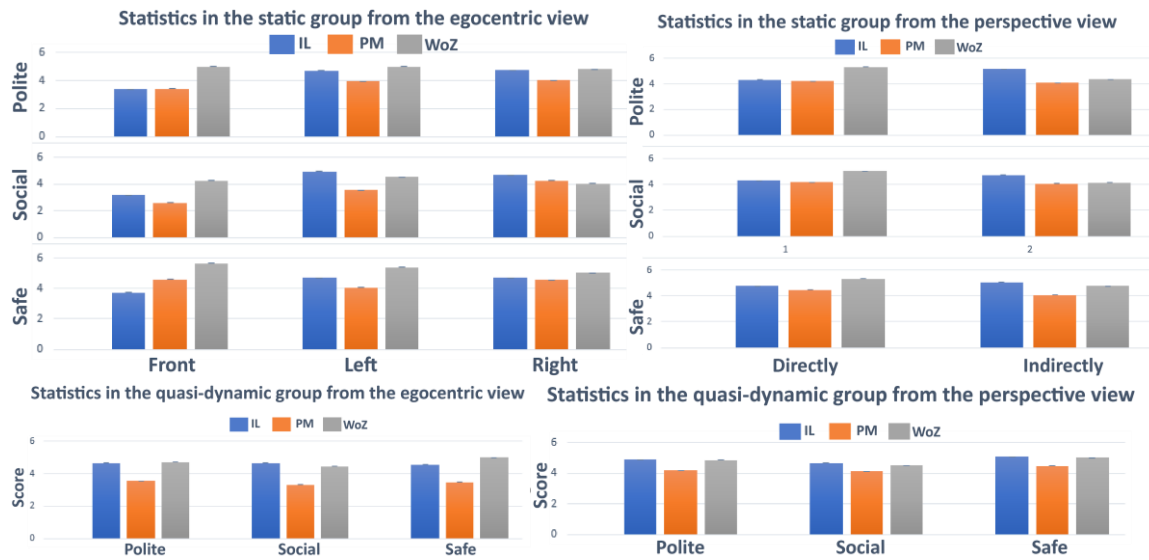 Statistics in the static group from the egocentric view
IL PM WoZ
Polite
6
4
2
0
Social
6
4
2
0
Safe
6
4
2
0
Front Left Right
Statistics in the static group from the perspective view
IL PM WoZ
Polite
6
4
2
0
Social
6
4
2
0
1 2
Safe
6
4
2
0
Directly Indirectly
Statistics in the quasi-dynamic group from the egocentric view
IL PM WoZ
Score
6
4
2
0
Polite Social Safe
Statistics in the quasi-dynamic group from the perspective view
IL PM WoZ
Score
6
4
2
0
Polite Social Safe